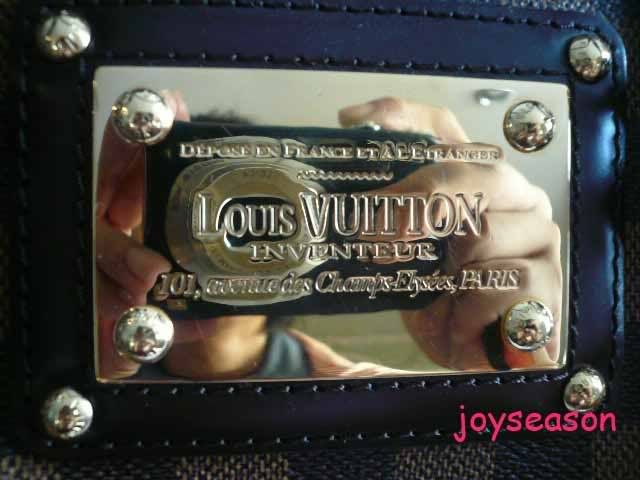 DÉPOSÉ EN FRANCE ET À L'ÉTRANGER
LOUIS VUITTON
INVENTEUR
101, avenue des Champs-Elysées, PARIS
joyseason